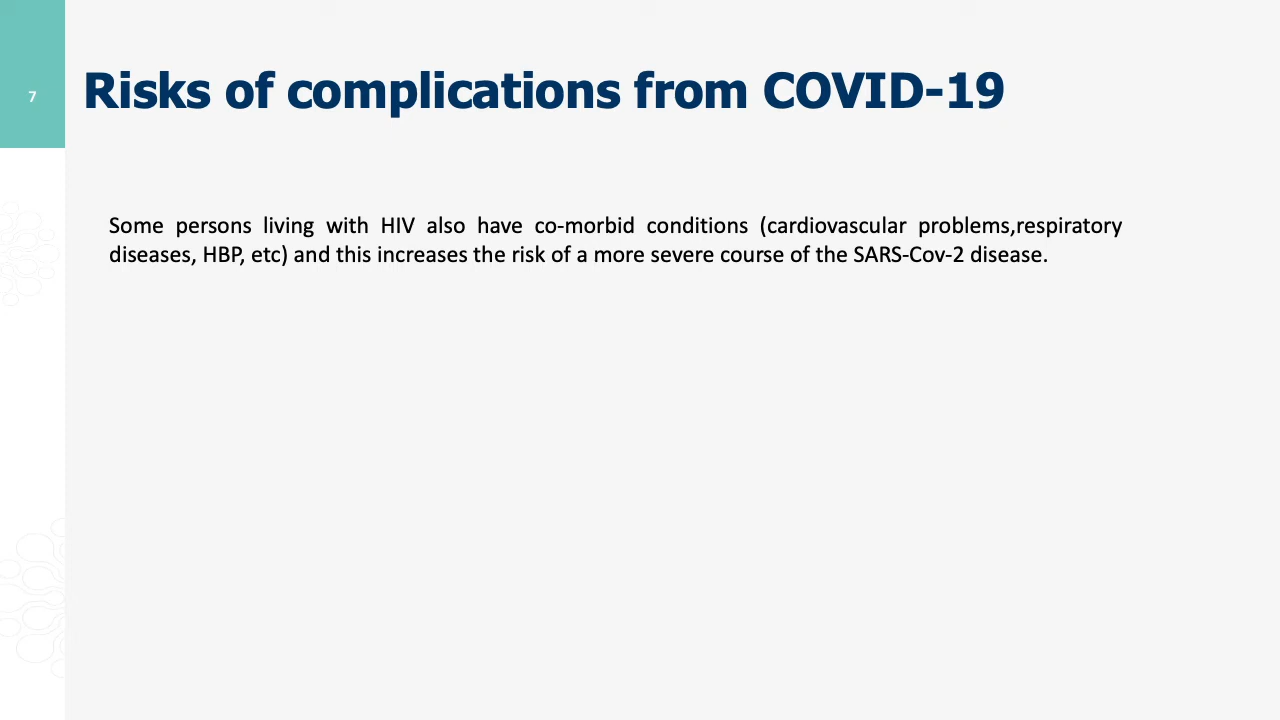 7
Risks of complications from COVID-19
Some persons living with HIV also have co-morbid conditions (cardiovascular problems,respiratory
diseases, HBP, etc) and this increases the risk of a more severe course of the SARS-Cov-2 disease.